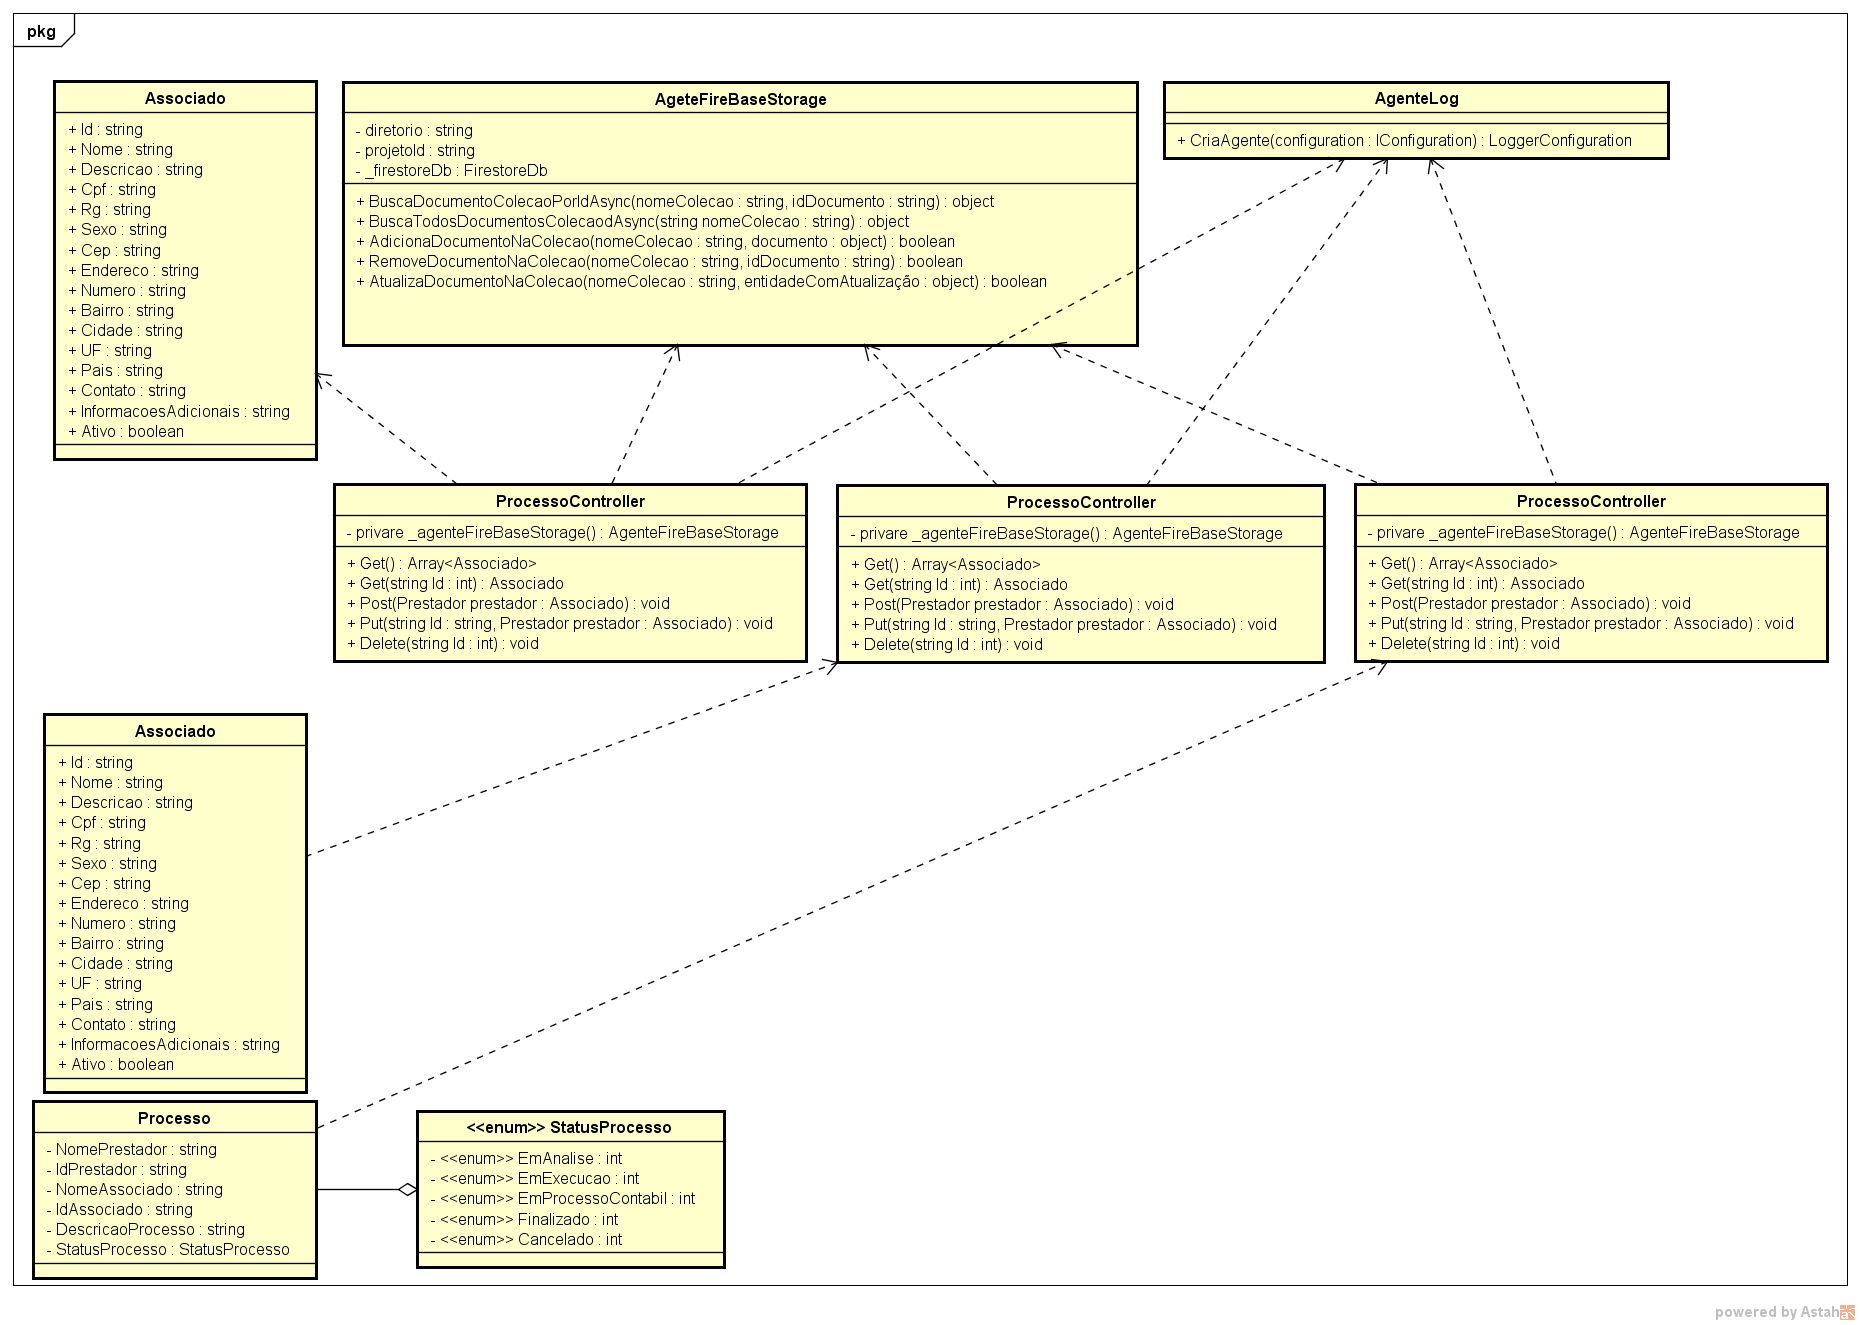 pkg
Associado
+ Id : string
+ Nome : string
+ Descricao : string
+ Cpf : string
+ Rg : string
+ Sexo : string
+ Cep : string
+ Endereco : string
+ Numero : string
+ Bairro : string
+ Cidade : string
+ UF : string
+ Pais : string
+ Contato : string
+ InformacoesAdicionais : string
+ Ativo : boolean
AgeteFireBaseStorage
- diretorio : string
- projetoId : string
- _firestoreDb : FirestoreDb
+ BuscaDocumentoColecaoPorIdAsync(nomeColecao : string, idDocumento : string) : object
+ BuscaTodosDocumentosColecaodAsync(string nomeColecao : string) : object
+ AdicionaDocumentoNaColecao(nomeColecao : string, documento : object) : boolean
+ RemoveDocumentoNaColecao(nomeColecao : string, idDocumento : string) : boolean
+ AtualizaDocumentoNaColecao(nomeColecao : string, entidadeComAtualização : object) : boolean
AgenteLog
+ CriaAgente(configuration : IConfiguration) : LoggerConfiguration
ProcessoController
- privare _agenteFireBaseStorage() : AgenteFireBaseStorage
+ Get() : Array<Associado>
+ Get(string Id : int) : Associado
+ Post(Prestador prestador : Associado) : void
+ Put(string Id : string, Prestador prestador : Associado) : void
+ Delete(string Id : int) : void
ProcessoController
- privare _agenteFireBaseStorage() : AgenteFireBaseStorage
+ Get() : Array<Associado>
+ Get(string Id : int) : Associado
+ Post(Prestador prestador : Associado) : void
+ Put(string Id : string, Prestador prestador : Associado) : void
+ Delete(string Id : int) : void
ProcessoController
- privare _agenteFireBaseStorage() : AgenteFireBaseStorage
+ Get() : Array<Associado>
+ Get(string Id : int) : Associado
+ Post(Prestador prestador : Associado) : void
+ Put(string Id : string, Prestador prestador : Associado) : void
+ Delete(string Id : int) : void
Associado
+ Id : string
+ Nome : string
+ Descricao : string
+ Cpf : string
+ Rg : string
+ Sexo : string
+ Cep : string
+ Endereco : string
+ Numero : string
+ Bairro : string
+ Cidade : string
+ UF : string
+ Pais : string
+ Contato : string
+ InformacoesAdicionais : string
+ Ativo : boolean
Processo
- NomePrestador : string
- IdPrestador : string
- NomeAssociado : string
- IdAssociado : string
- DescricaoProcesso : string
- StatusProcesso : StatusProcesso
<<enum>> StatusProcesso
- <<enum>> EmAnalise : int
- <<enum>> EmExecucao : int
- <<enum>> EmProcessoContabil : int
- <<enum>> Finalizado : int
- <<enum>> Cancelado : int
powered by Astah